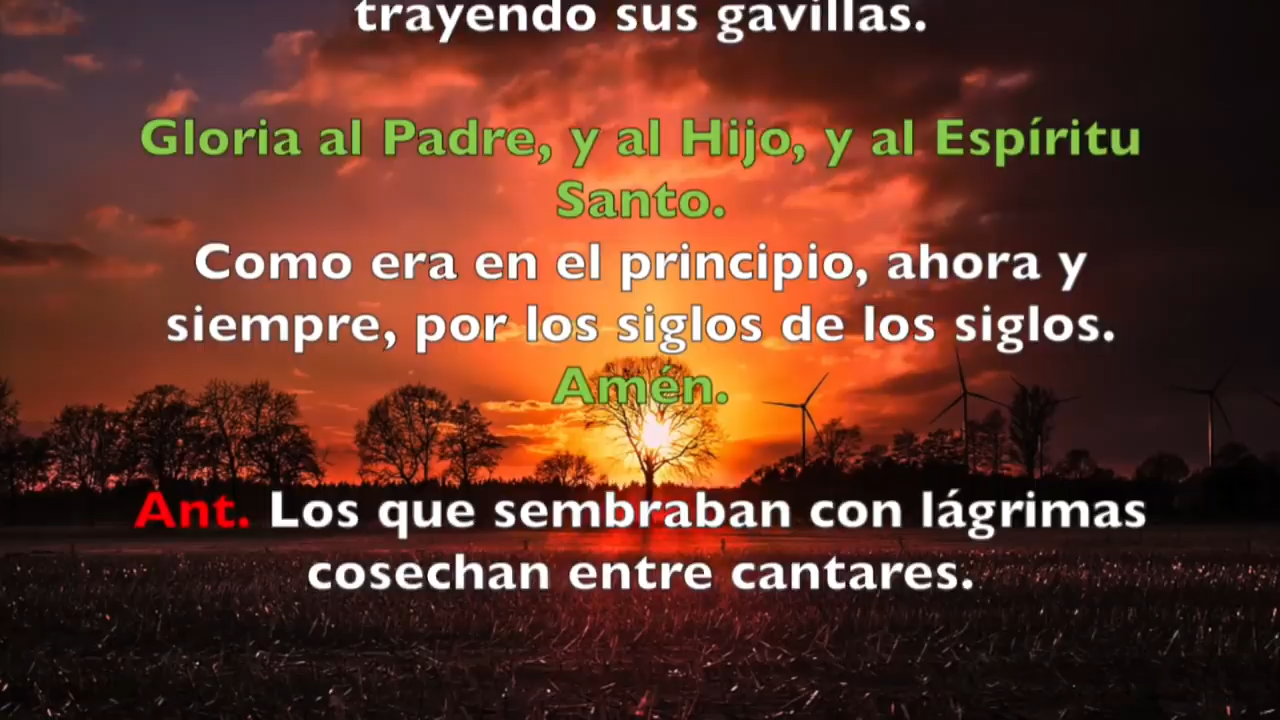 trayendo sus gavillas.
Gloria al Padre, y al Hijo, y al Espíritu
Santo.
Como era en el principio, ahora y
siempre, por los siglos de los siglos.
Amén.
Ant. Los que sembraban con lágrimas
cosechan entre cantares.